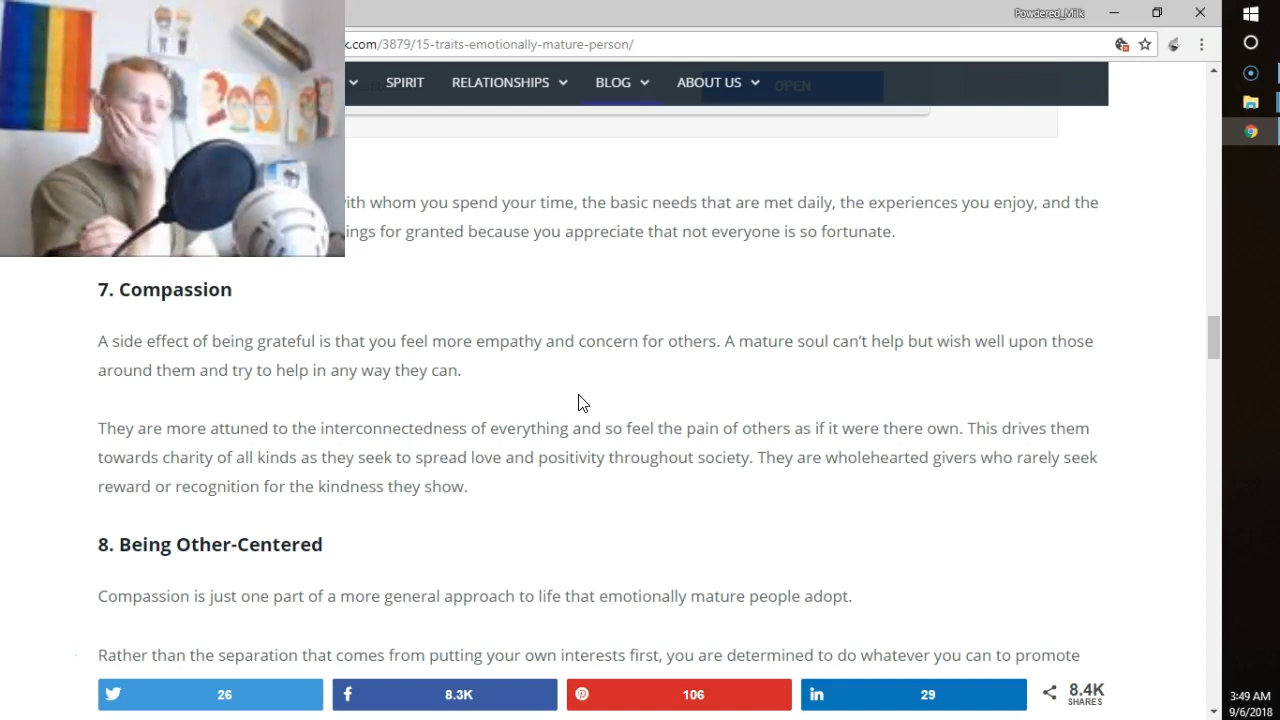 Powdered_Milk
k.com/3879/15-traits-emotionally-mature-person/
SPIRIT RELATIONSHIPS BLOG ABOUT US
OPEN
ith whom you spend your time, the basic needs that are met daily, the experiences you enjoy, and the
ings for granted because you appreciate that not everyone is so fortunate.
7. Compassion
A side effect of being grateful is that you feel more empathy and concern for others. A mature soul can’t help but wish well upon those
around them and try to help in any way they can.
They are more attuned to the interconnectedness of everything and so feel the pain of others as if it were there own. This drives them
towards charity of all kinds as they seek to spread love and positivity throughout society. They are wholehearted givers who rarely seek
reward or recognition for the kindness they show.
8. Being Other-Centered
Compassion is just one part of a more general approach to life that emotionally mature people adopt.
Rather than the separation that comes from putting your own interests first, you are determined to do whatever you can to promote
26 8.3K 106 29 8.4K
SHARES
3:49 AM
9/6/2018